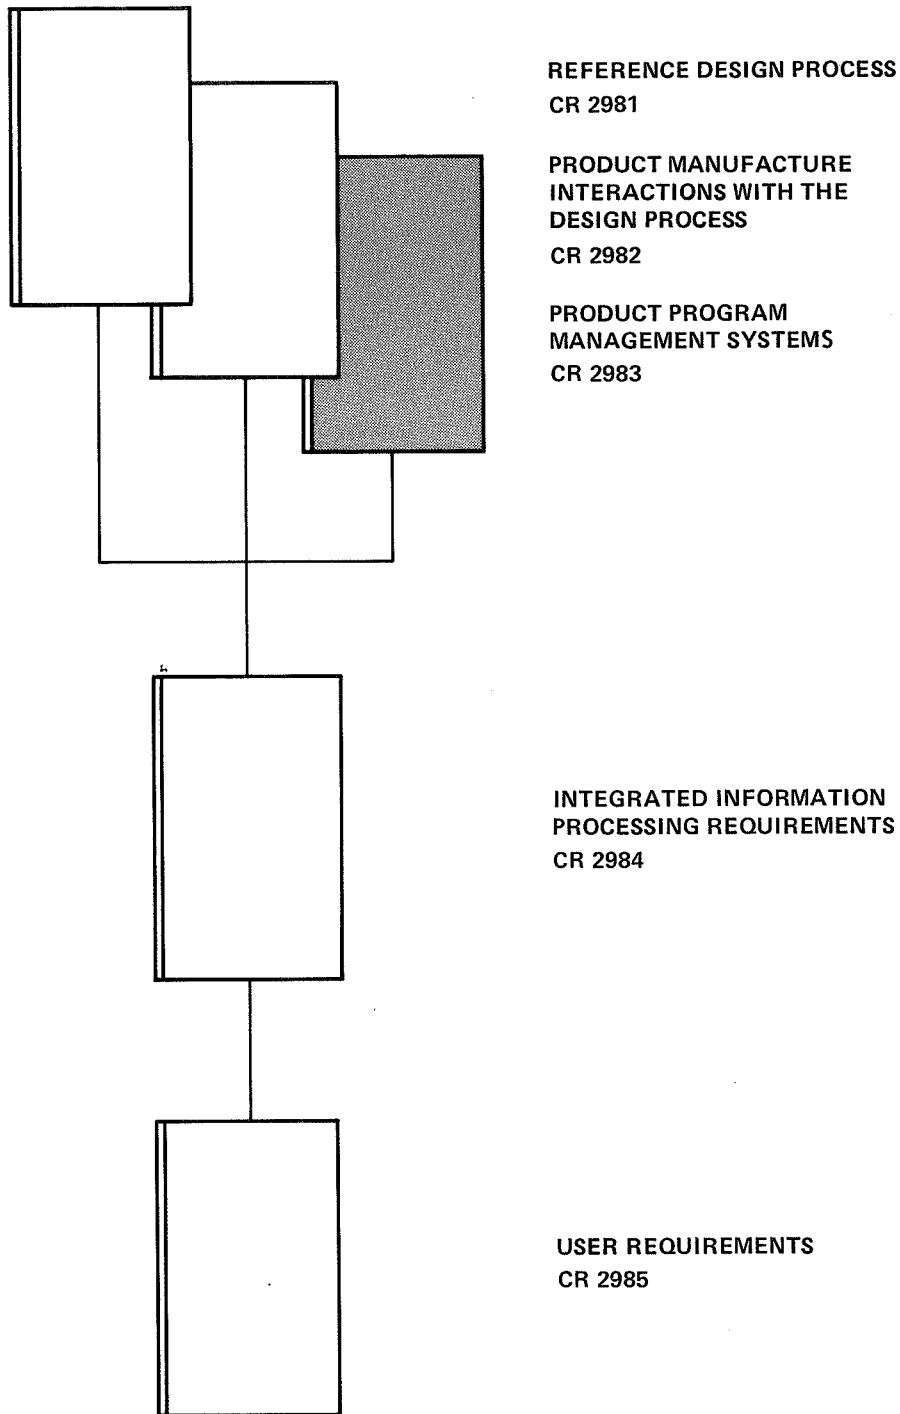 REFERENCE DESIGN PROCESS
CR 2981
PRODUCT MANUFACTURE
INTERACTIONS WITH THE
DESIGN PROCESS
CR 2982
PRODUCT PROGRAM
MANAGEMENT SYSTEMS
CR 2983
INTEGRATED INFORMATION
PROCESSING REQUIREMENTS
CR 2984
USER REQUIREMENTS
CR 2985